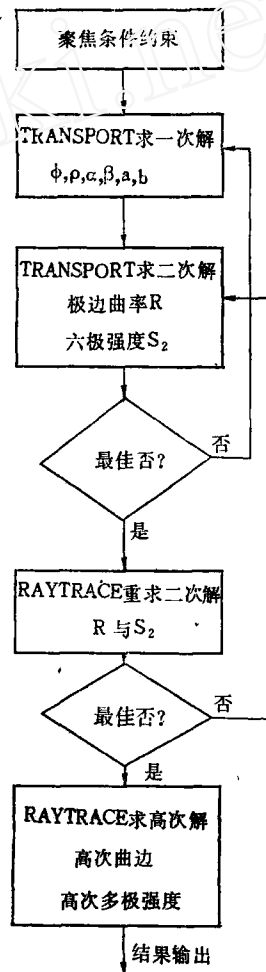 聚焦条件约束
TRANSPORT求一次解
ϕ,ρ,α,β,a,b
TRANSPORT求二次解
极边曲率R
六极强度S₂
最佳否?
否
是
RAYTRACE重求二次解
R与S₂
最佳否?
否
是
RAYTRACE求高次解
高次曲边
高次多极强度
结果输出